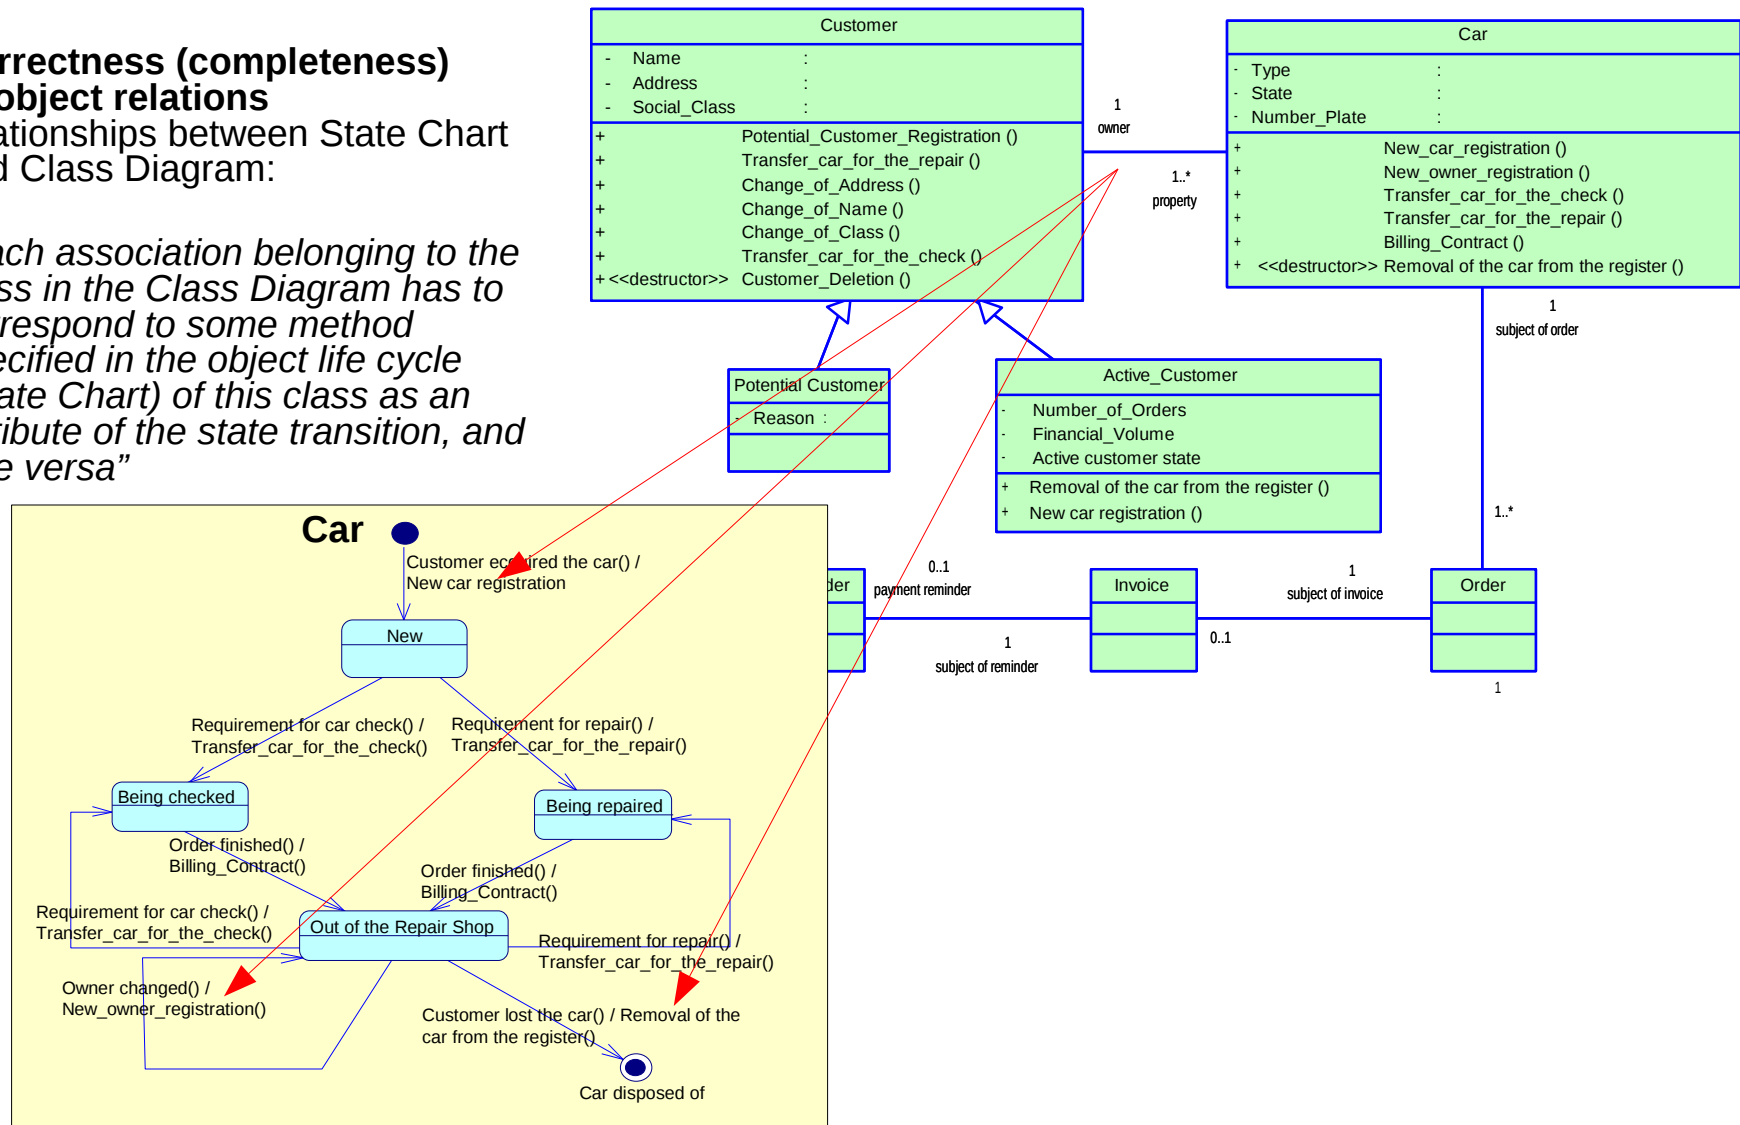 rrectness (completeness)
object relations
ationships between State Chart
d Class Diagram:
ach association belonging to the
ss in the Class Diagram has to
rrespond to some method
ecified in the object life cycle
ate Chart) of this class as an
ribute of the state transition, and
e versa”
Customer
- Name :
- Address :
- Social_Class :
+ Potential_Customer_Registration ()
+ Transfer_car_for_the_repair ()
+ Change_of_Address ()
+ Change_of_Name ()
+ Change_of_Class ()
+ Transfer_car_for_the_check ()
+ <<destructor>> Customer_Deletion ()
1
owner
1..*
property
Car
- Type :
- State :
- Number_Plate :
+ New_car_registration ()
+ New_owner_registration ()
+ Transfer_car_for_the_check ()
+ Transfer_car_for_the_repair ()
+ Billing_Contract ()
+ <<destructor>> Removal of the car from the register ()
1
subject of order
1..*
Potential Customer
- Reason :
Active_Customer
- Number_of_Orders
- Financial_Volume
- Active customer state
+ Removal of the car from the register ()
+ New car registration ()
der
0..1
payment reminder
1
subject of reminder
Invoice
1
subject of invoice
0..1
Order
1
Car
Customer ecquired the car() /
New car registration
New
Requirement for car check() /
Transfer_car_for_the_check()
Requirement for repair() /
Transfer_car_for_the_repair()
Being checked
Being repaired
Order finished() /
Billing_Contract()
Order finished() /
Billing_Contract()
Requirement for car check() /
Transfer_car_for_the_check()
Out of the Repair Shop
Requirement for repair() /
Transfer_car_for_the_repair()
Owner changed() /
New_owner_registration()
Customer lost the car() / Removal of the
car from the register()
Car disposed of